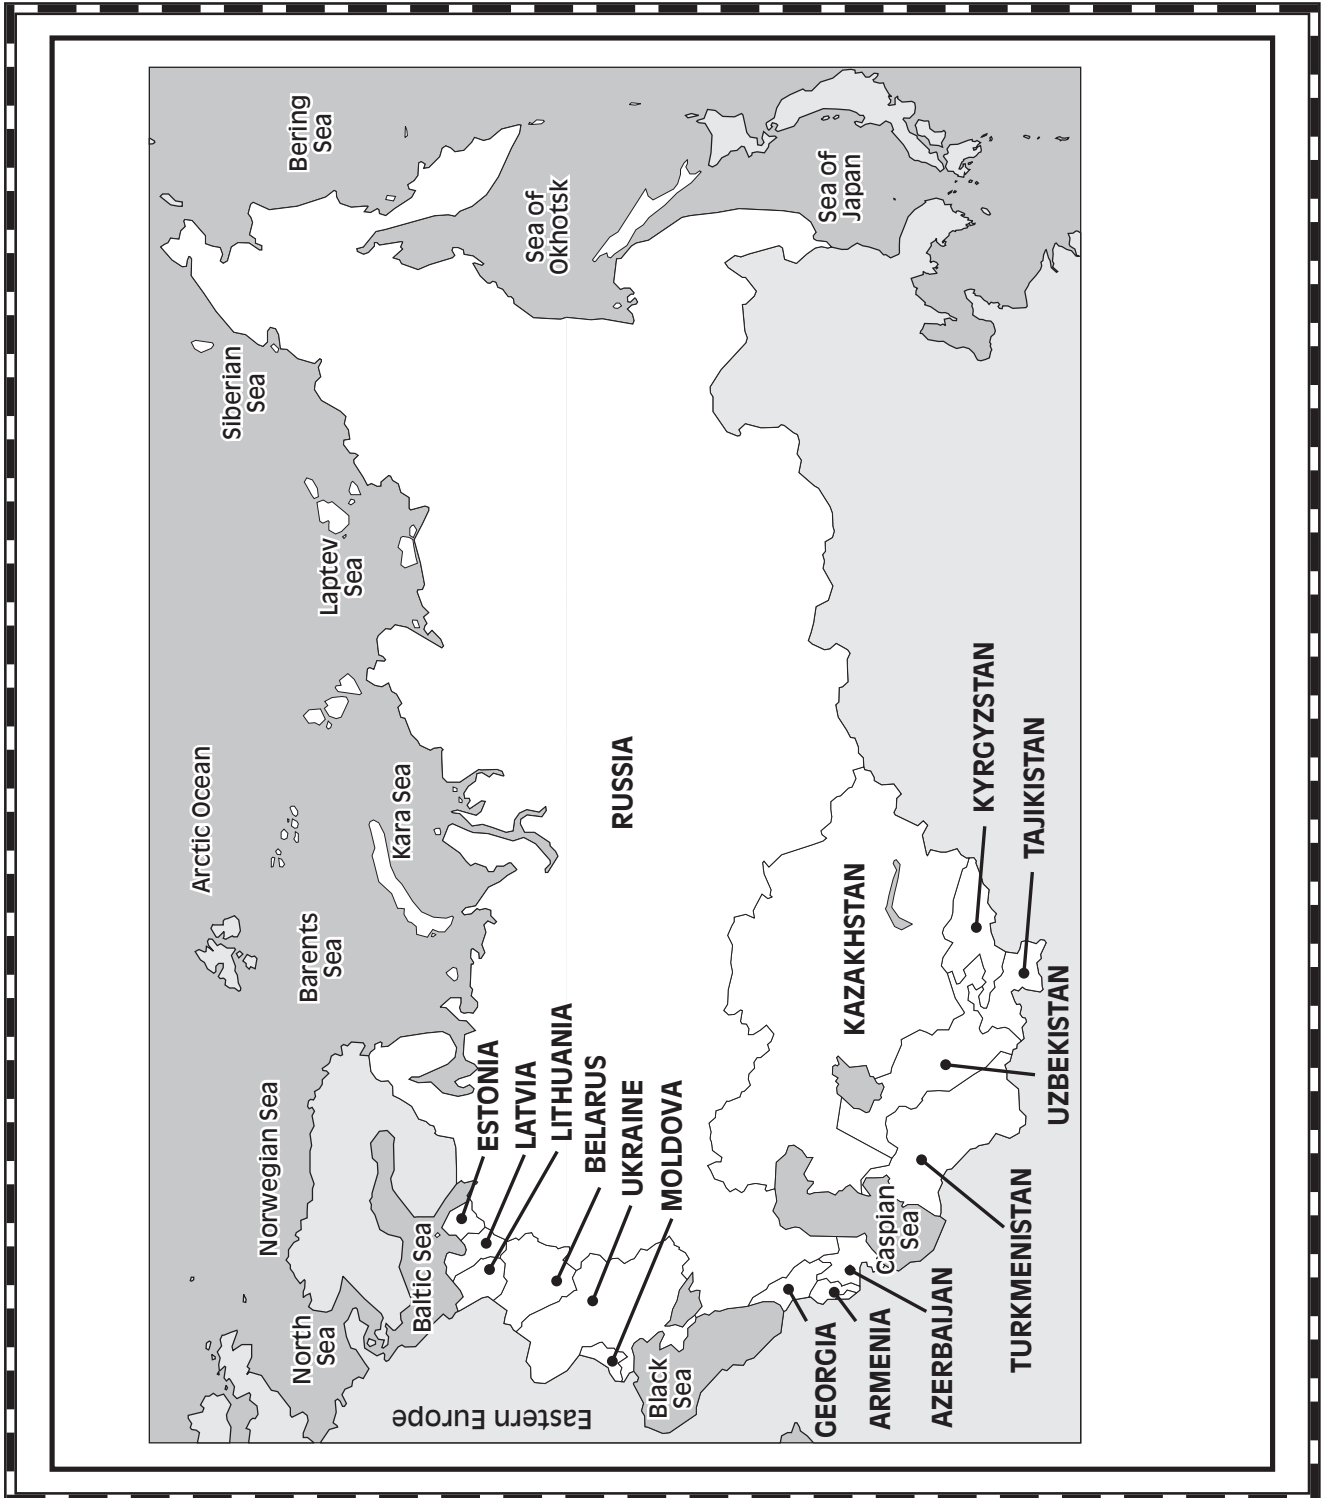 Bering
Sea
Sea of
Okhotsk
Sea of
Japan
Siberian
Sea
Laptev
Sea
Arctic Ocean
Kara Sea
Barents
Sea
Norwegian Sea
North
Sea
Baltic Sea
Black
Sea
Caspian
Sea
Eastern Europe
RUSSIA
KAZAKHSTAN
KYRGYZSTAN
TAJIKISTAN
UZBEKISTAN
TURKMENISTAN
ESTONIA
LATVIA
LITHUANIA
BELARUS
UKRAINE
MOLDOVA
GEORGIA
ARMENIA
AZERBAIJAN